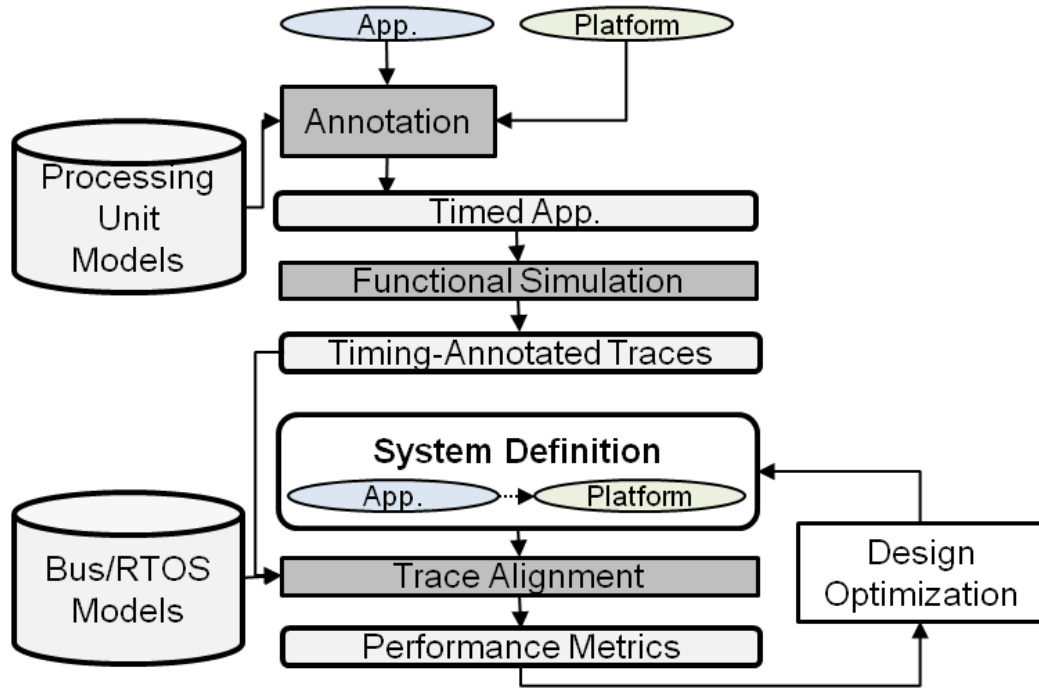 App.
Platform
Annotation
Processing
Unit
Models
Timed App.
Functional Simulation
Timing-Annotated Traces
System Definition
App.
Platform
Bus/RTOS
Models
Trace Alignment
Design
Optimization
Performance Metrics